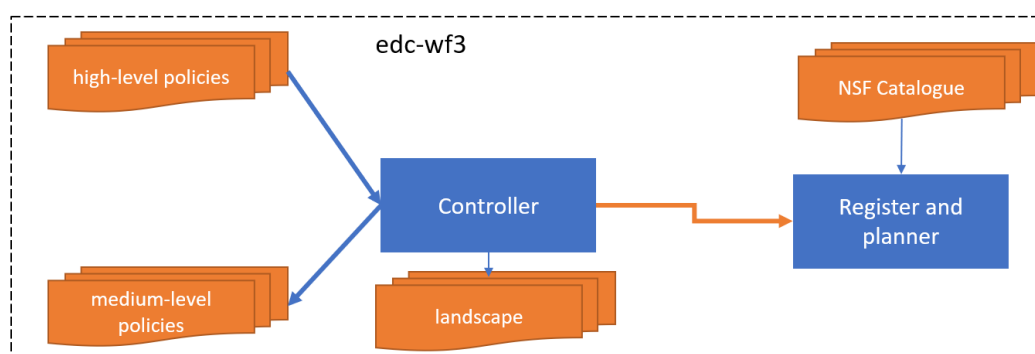 edc-wf3
high-level policies
NSF Catalogue
Controller
Register and
planner
medium-level
policies
landscape